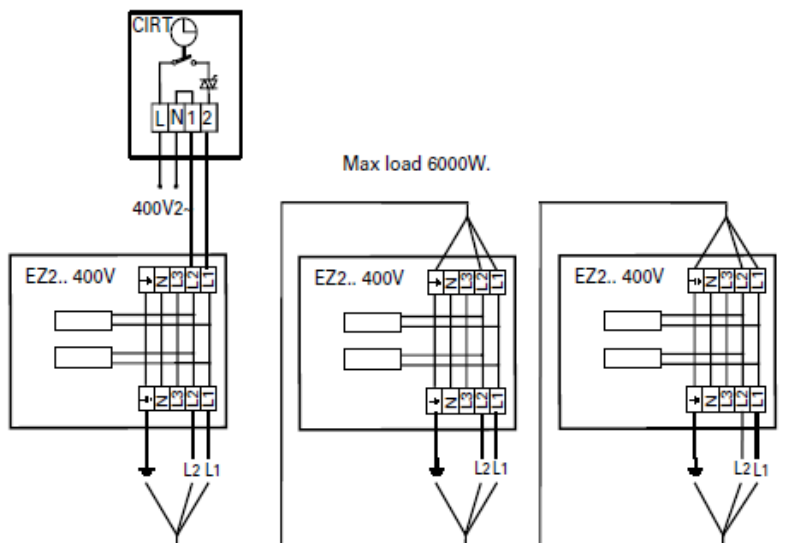 CIRT
L N 1 2
Max load 6000W.
400V2~
EZ2.. 400V
N L3 L2 L1
N L3 L2 L1
L2 L1
EZ2.. 400V
N L3 L2 L1
N L3 L2 L1
L2 L1
EZ2.. 400V
N L3 L2 L1
N L3 L2 L1
L2 L1